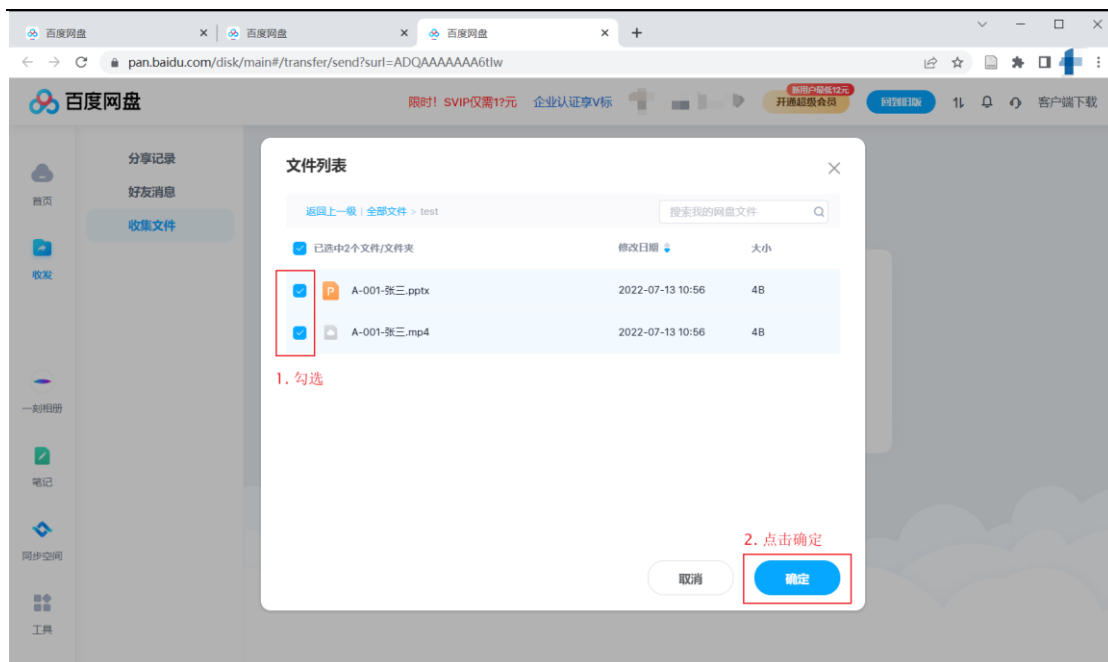 百度网盘
百度网盘
百度网盘
pan.baidu.com/disk/main#/transfer/send?surl=ADQAAAAAAA6tIw
百度网盘
限时！SVIP仅需1?元 企业认证享V标
新用户最低12元
开通超级会员
回到旧版
客户端下载
首页
收发
一刻相册
笔记
同步空间
工具
分享记录
好友消息
收集文件
文件列表
返回上一级 | 全部文件 > test
搜索我的网盘文件
已选中2个文件/文件夹 修改日期 大小
A-001-张三.pptx 2022-07-13 10:56 4B
A-001-张三.mp4 2022-07-13 10:56 4B
1. 勾选
2. 点击确定
取消 确定